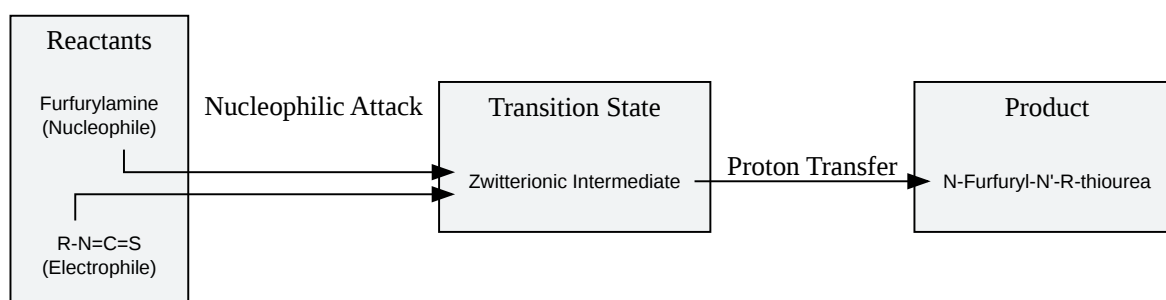 Reactants
Furfurylamine
(Nucleophile)
R-N=C=S
(Electrophile)
Nucleophilic Attack
Transition State
Zwitterionic Intermediate
Proton Transfer
Product
N-Furfuryl-N'-R-thiourea